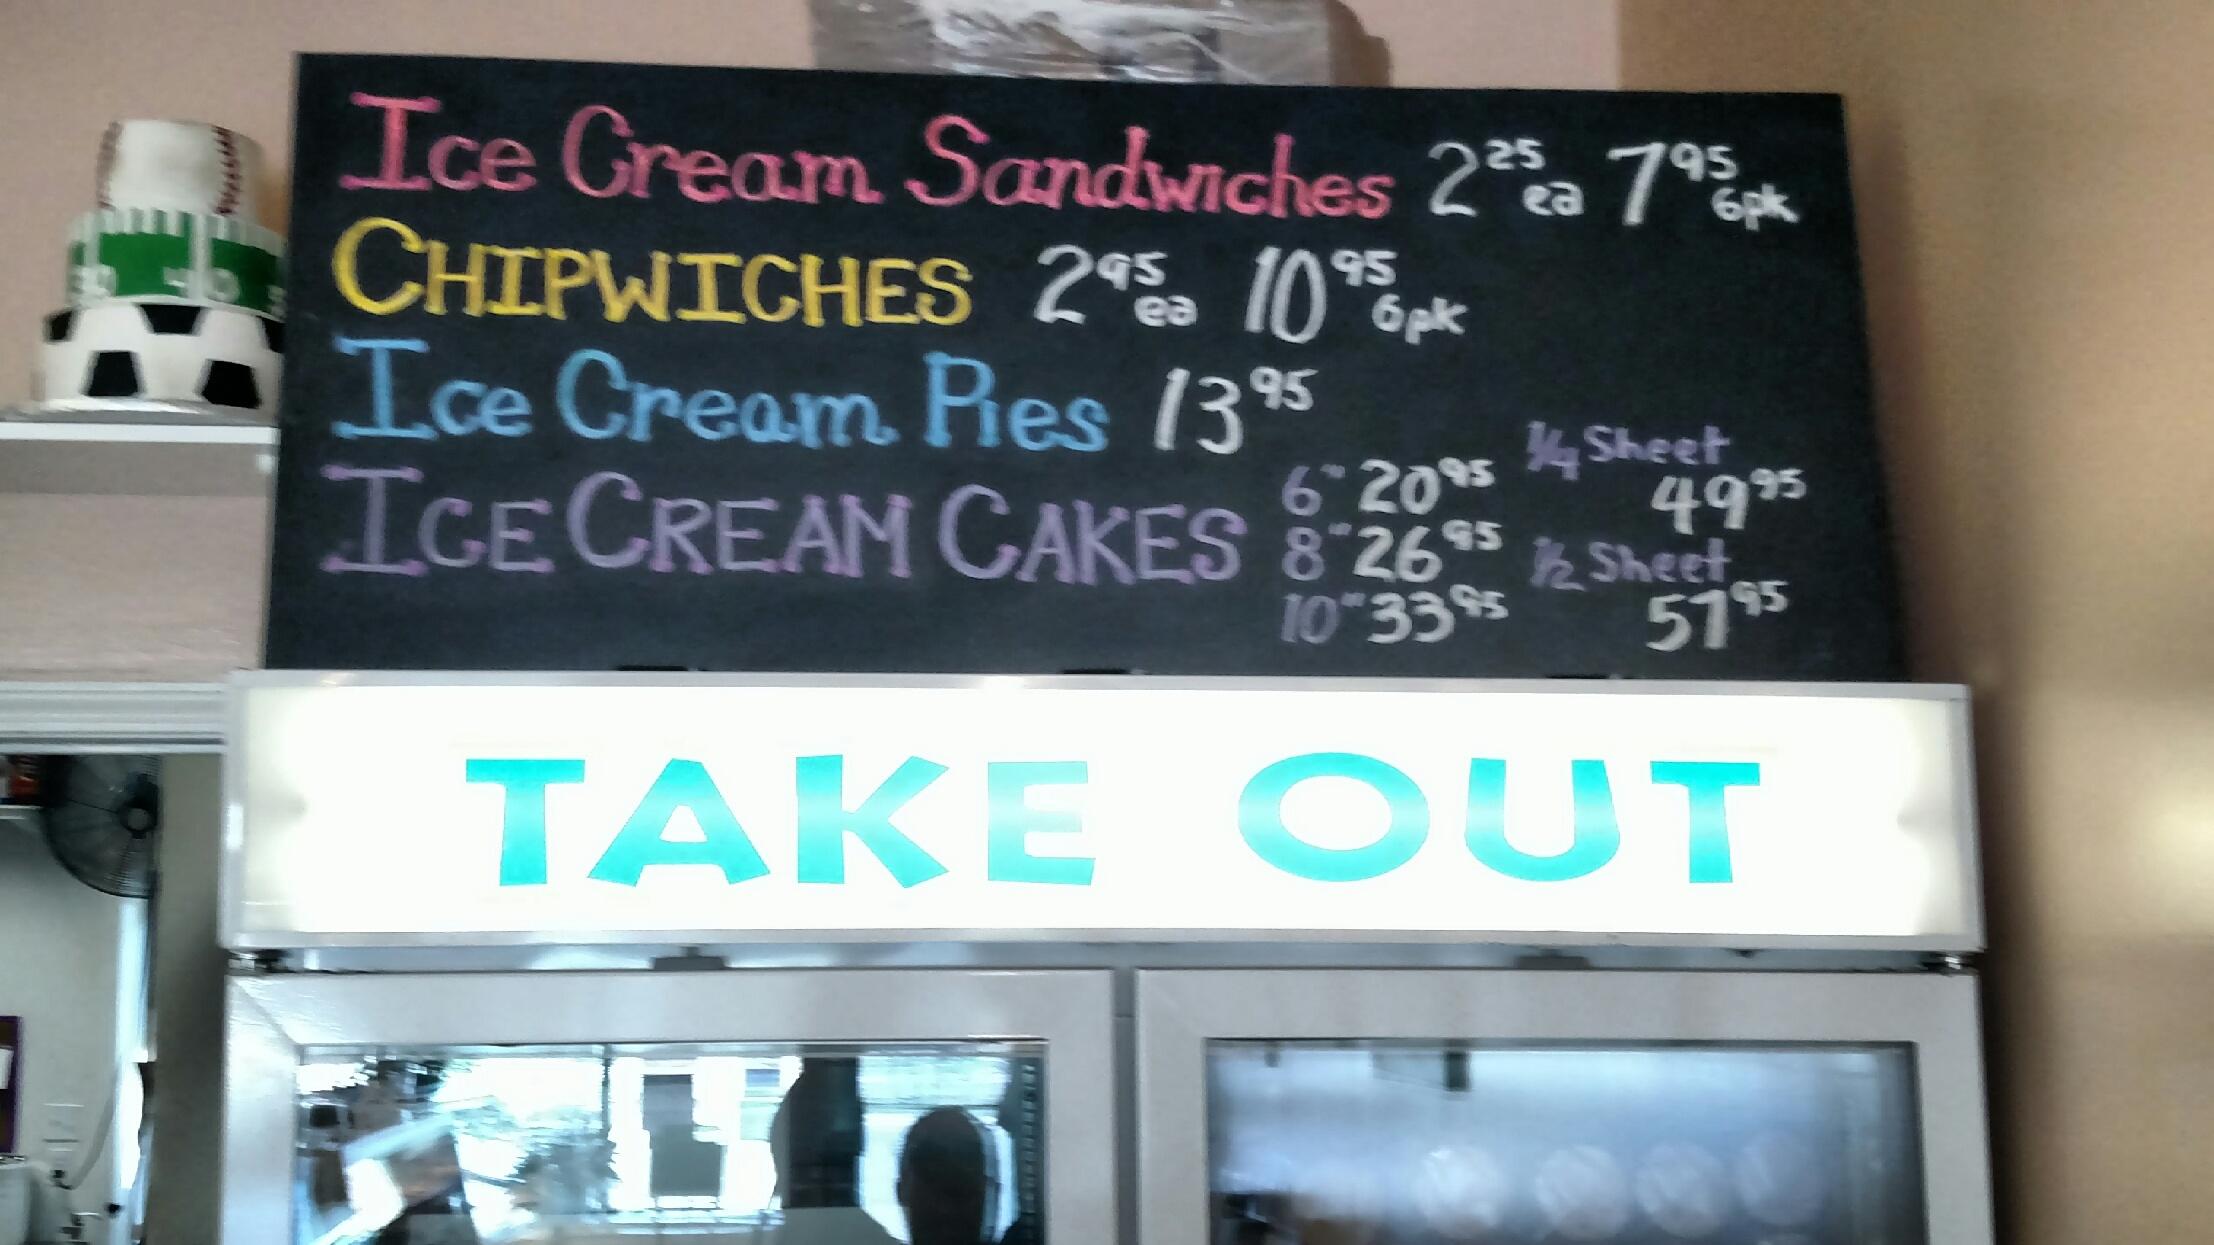 Ice Cream Sandwiches 2 25 ea 7 95 6pk
CHIPWICHES 2 95 ea 10 95 6pk
Ice Cream Pies 13 95
ICE CREAM CAKES
6" 20 95
8" 26 95
10" 33 95
1/4 Sheet
49 95
1/2 Sheet
57 95
TAKE OUT